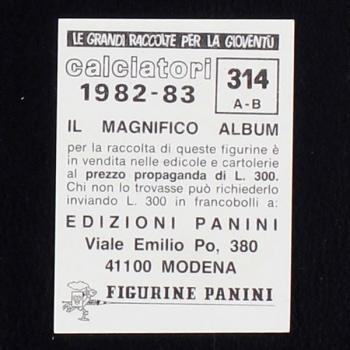 LE GRANDI RACCOLTE PER LA GIOVENTÙ
calciatori
1982-83
314
A-B
IL MAGNIFICO ALBUM
per la raccolta di queste figurine è
in vendita nelle edicole e cartolerie
al prezzo propaganda di L. 300.
Chi non lo trovasse può richiederlo
inviando L. 300 in francobolli a:
EDIZIONI PANINI
Viale Emilio Po, 380
41100 MODENA
FIGURINE PANINI